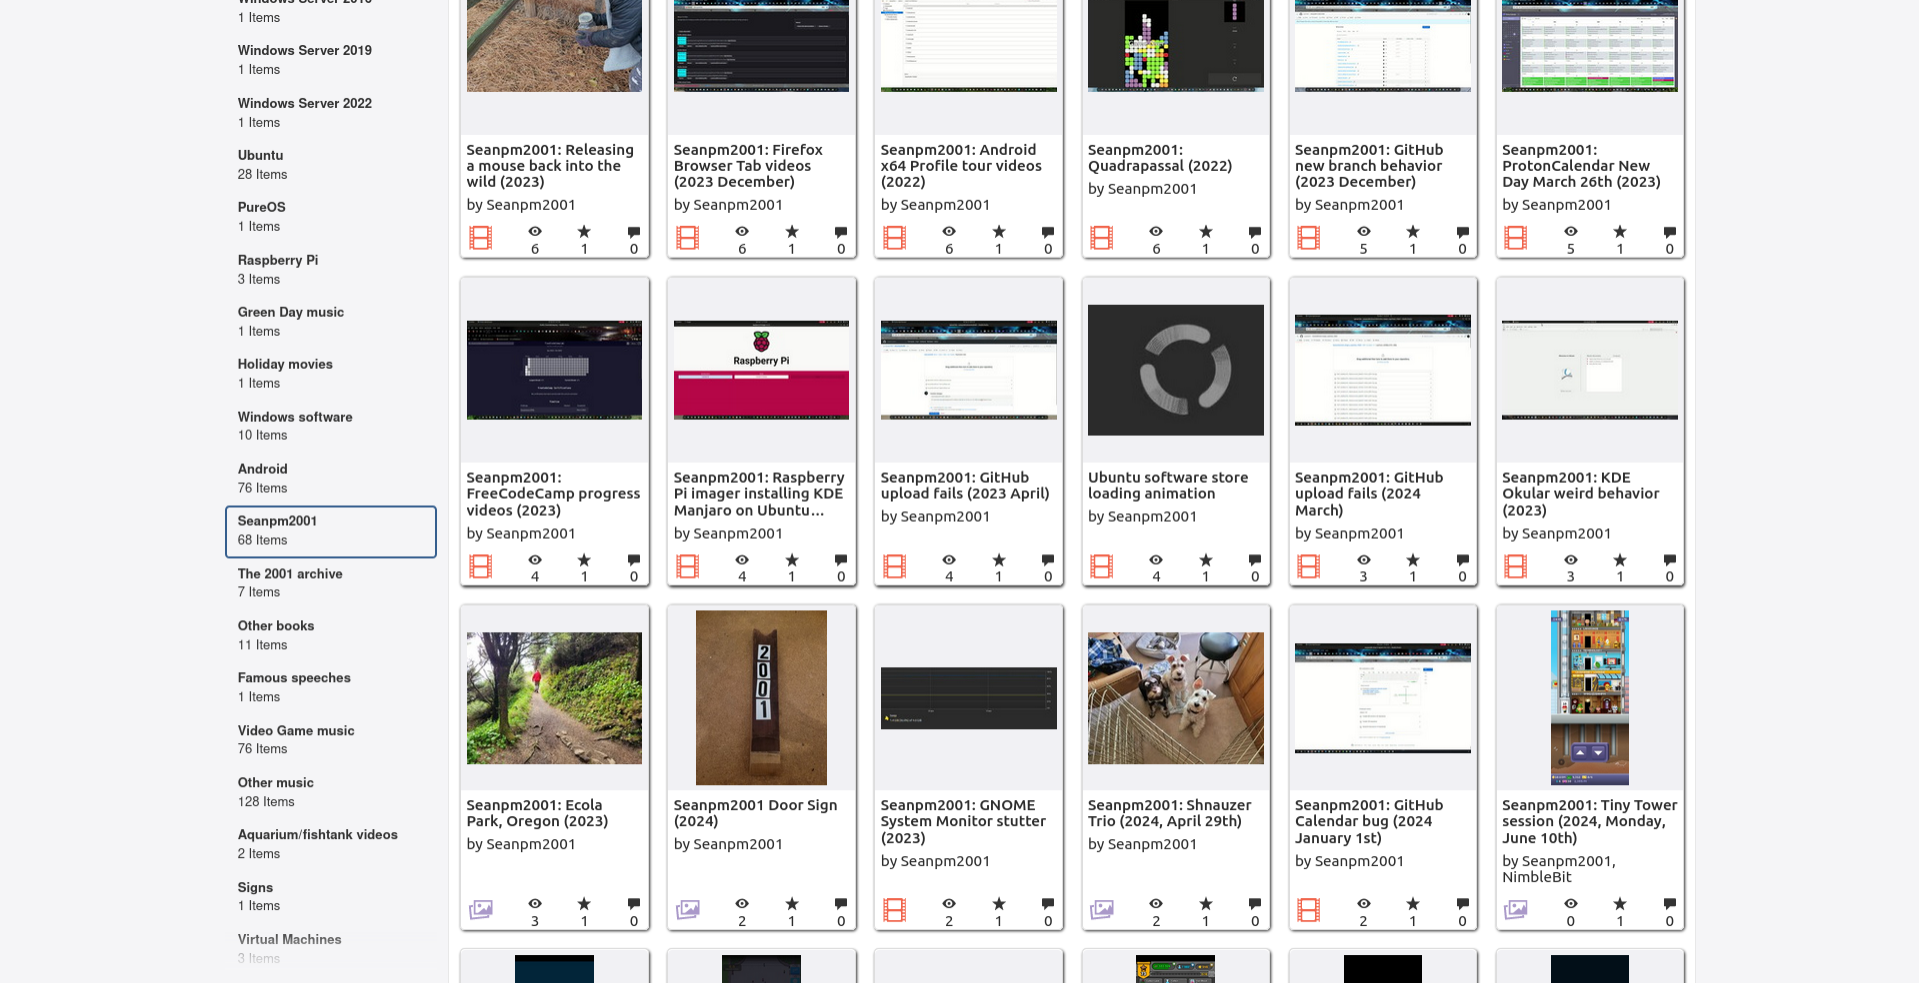 1 Items
Windows Server 2019
1 Items
Windows Server 2022
1 Items
Ubuntu
28 Items
PureOS
1 Items
Raspberry Pi
3 Items
Green Day music
1 Items
Holiday movies
1 Items
Windows software
10 Items
Android
76 Items
Seanpm2001
68 Items
The 2001 archive
7 Items
Other books
11 Items
Famous speeches
1 Items
Video Game music
76 Items
Other music
128 Items
Aquarium/fishtank videos
2 Items
Signs
1 Items
Virtual Machines
3 Items
Seanpm2001: Releasing
a mouse back into the
wild (2023)
by Seanpm2001
6 1 0
Seanpm2001: Firefox
Browser Tab videos
(2023 December)
by Seanpm2001
6 1 0
Seanpm2001: Android
x64 Profile tour videos
(2022)
by Seanpm2001
6 1 0
Seanpm2001:
Quadrapassal (2022)
by Seanpm2001
6 1 0
Seanpm2001: GitHub
new branch behavior
(2023 December)
by Seanpm2001
5 1 0
Seanpm2001:
ProtonCalendar New
Day March 26th (2023)
by Seanpm2001
5 1 0
Seanpm2001:
FreeCodeCamp progress
videos (2023)
by Seanpm2001
4 1 0
Raspberry Pi
Seanpm2001: Raspberry
Pi imager installing KDE
Manjaro on Ubuntu...
by Seanpm2001
4 1 0
Seanpm2001: GitHub
upload fails (2023 April)
by Seanpm2001
4 1 0
Ubuntu software store
loading animation
by Seanpm2001
4 1 0
Seanpm2001: GitHub
upload fails (2024
March)
by Seanpm2001
3 1 0
Seanpm2001: KDE
Okular weird behavior
(2023)
by Seanpm2001
3 1 0
Seanpm2001: Ecola
Park, Oregon (2023)
by Seanpm2001
3 1 0
2001
Seanpm2001 Door Sign
(2024)
by Seanpm2001
2 1 0
Seanpm2001: GNOME
System Monitor stutter
(2023)
by Seanpm2001
2 1 0
Seanpm2001: Shnauzer
Trio (2024, April 29th)
by Seanpm2001
2 1 0
Seanpm2001: GitHub
Calendar bug (2024
January 1st)
by Seanpm2001
2 1 0
Seanpm2001: Tiny Tower
session (2024, Monday,
June 10th)
by Seanpm2001,
NimbleBit
0 1 0